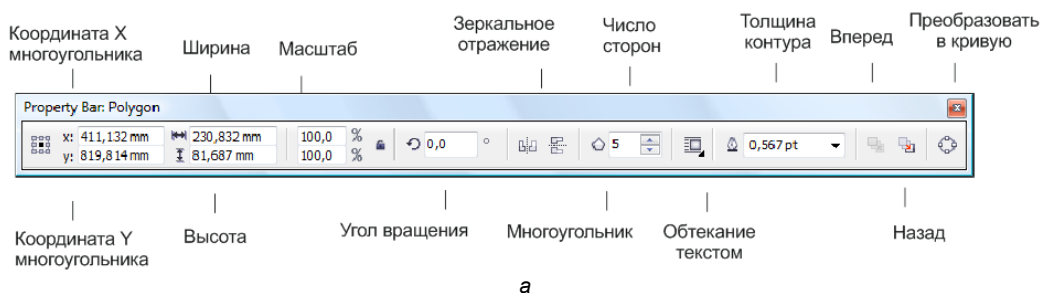 Координата X
многоугольника
Ширина
Масштаб
Зеркальное
отражение
Число
сторон
Толщина
контура
Вперед
Преобразовать
в кривую
Property Bar: Polygon
x: 411,132 mm
y: 819,814 mm
230,832 mm
81,687 mm
100,0 %
100,0 %
0,0 °
5
0,567 pt
Координата Y
многоугольника
Высота
Угол вращения
Многоугольник
Обтекание
текстом
Назад
а